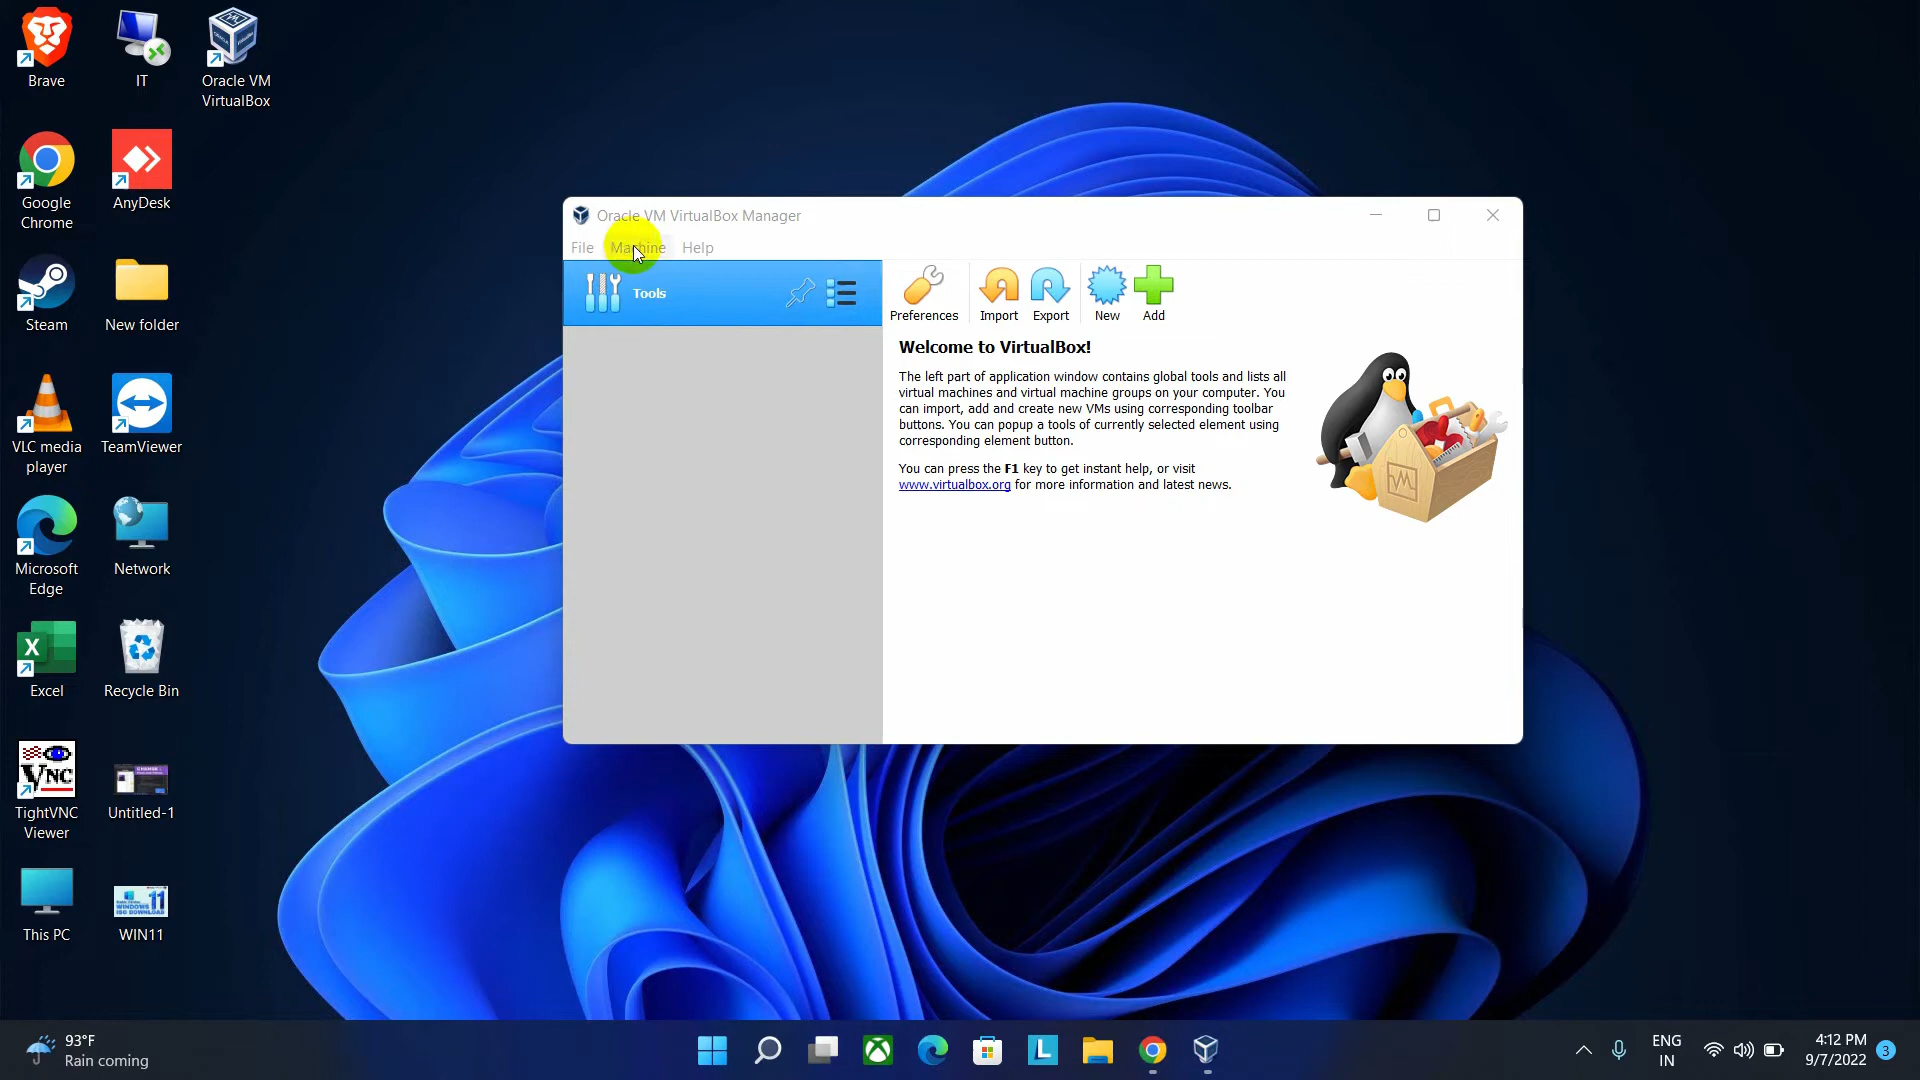 Brave
IT
Oracle VM
VirtualBox
Google
Chrome
AnyDesk
Steam
New folder
VLC media
player
TeamViewer
Microsoft
Edge
Network
Excel
Recycle Bin
TightVNC
Viewer
Untitled-1
This PC
WIN11
Oracle VM VirtualBox Manager
File Machine Help
Tools
Preferences Import Export New Add
Welcome to VirtualBox!
The left part of application window contains global tools and lists all
virtual machines and virtual machine groups on your computer. You
can import, add and create new VMs using corresponding toolbar
buttons. You can popup a tools of currently selected element using
corresponding element button.
You can press the F1 key to get instant help, or visit
www.virtualbox.org for more information and latest news.
93°F
Rain coming
ENG
IN
4:12 PM
9/7/2022
3